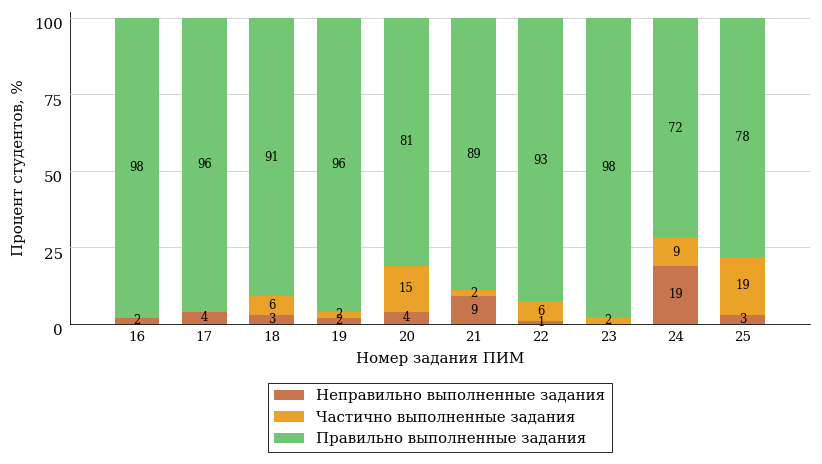 100
75
50
25
0
Процент студентов, %
98 96 91 96 81 89 93 98 72 78
6 2 15 2 6 2 9 19
2 4 3 2 4 9 1 19 3
16 17 18 19 20 21 22 23 24 25
Номер задания ПИМ
Неправильно выполненные задания
Частично выполненные задания
Правильно выполненные задания